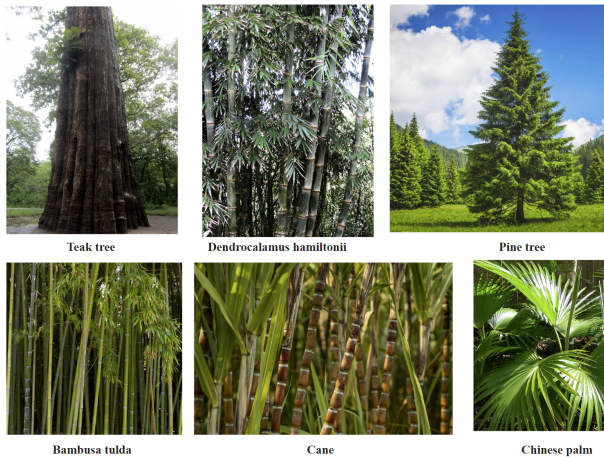 Teak tree
Dendrocalamus hamiltonii
Pine tree
Bambusa tulda
Cane
Chinese palm